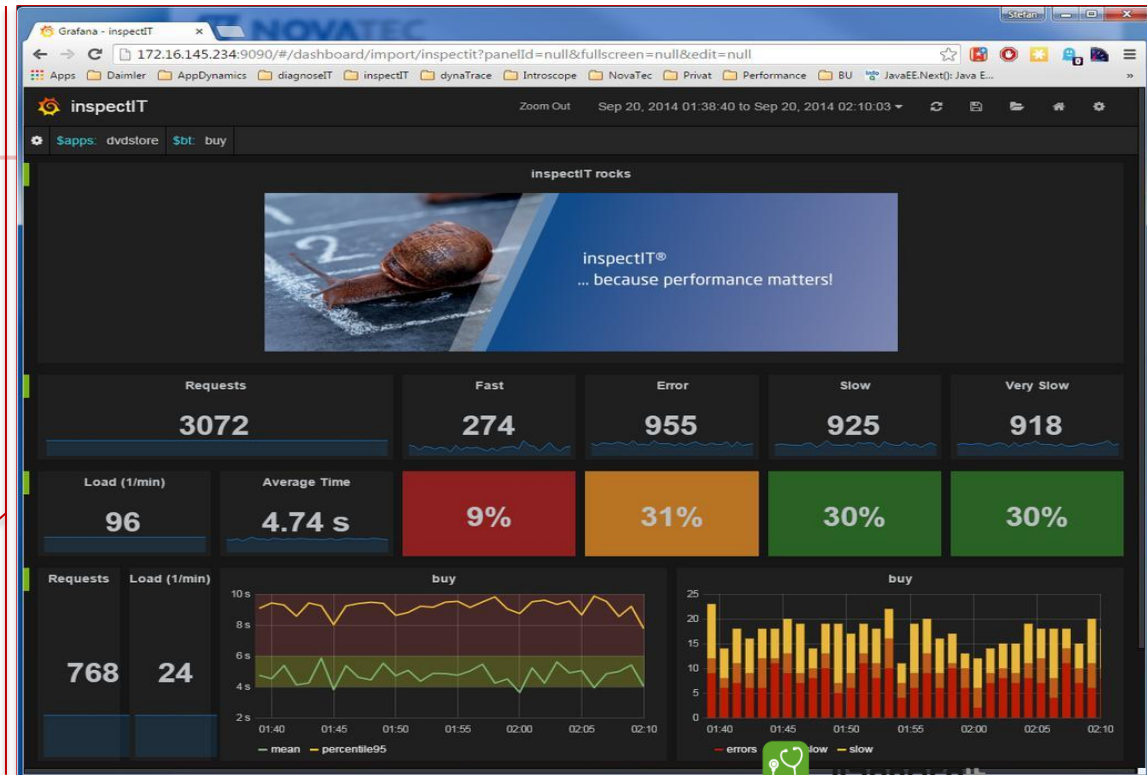 NOVATEC
Stefan
Grafana - inspectIT
172.16.145.234:9090/#/dashboard/import/inspectit?panelId=null&fullscreen=null&edit=null
Apps Daimler AppDynamics diagnoseIT inspectIT dynaTrace Introscope NovaTec Privat Performance BU JavaEE.Next(): Java E... »
inspectIT Zoom Out Sep 20, 2014 01:38:40 to Sep 20, 2014 02:10:03
$apps: dvdstore $bt: buy
inspectIT rocks
2
inspectIT®
... because performance matters!
Requests Fast Error Slow Very Slow
3072 274 955 925 918
Load (1/min) Average Time
96 4.74 s 9% 31% 30% 30%
Requests Load (1/min) buy buy
768 24
10 s
8 s
6 s
4 s
2 s
01:40 01:45 01:50 01:55 02:00 02:05 02:10
mean percentile95
25
20
15
10
5
0
01:40 01:45 01:50 01:55 02:00 02:05 02:10
errors slow slow